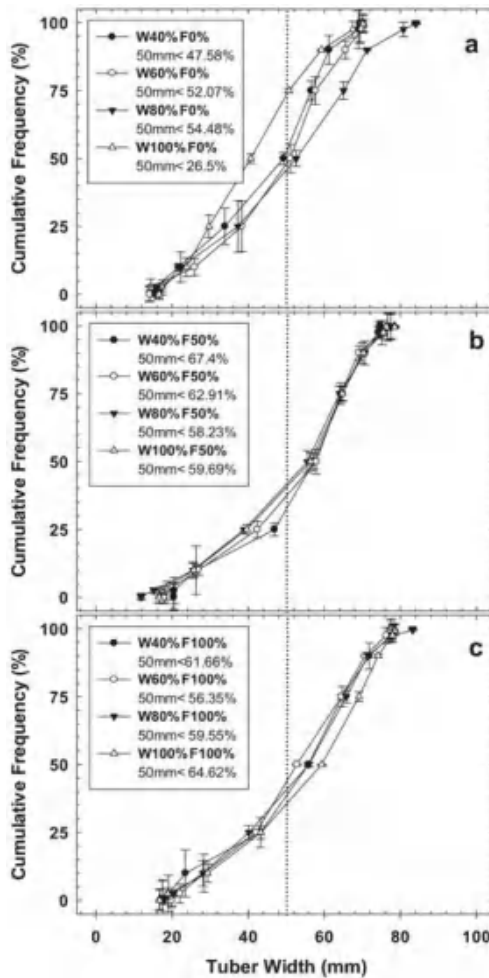 100
a
W40%F0%
50mm< 47.58%
W60%F0%
50mm< 52.07%
W80%F0%
50mm< 54.48%
W100%F0%
50mm< 26.5%
75
50
25
0
Cumulative Frequency (%)
100
b
W40%F50%
50mm< 67.4%
W60%F50%
50mm< 62.91%
W80%F50%
50mm< 58.23%
W100%F50%
50mm< 59.69%
75
50
25
0
Cumulative Frequency (%)
100
c
W40%F100%
50mm<61.66%
W60%F100%
50mm< 56.35%
W80%F100%
50mm< 59.55%
W100%F100%
50mm< 64.62%
75
50
25
0
Cumulative Frequency (%)
0 20 40 60 80 100
Tuber Width (mm)